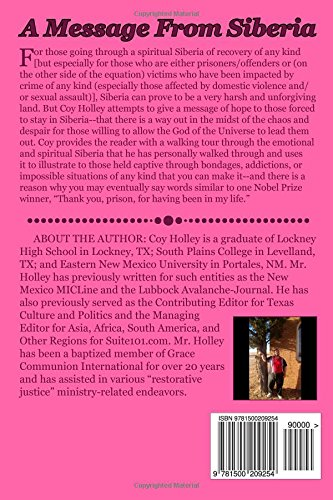 A Message From Siberia
For those going through a spiritual Siberia of recovery of any kind
[but especially for those who are either prisoners/offenders or (on
the other side of the equation) victims who have been impacted by
crime of any kind (especially those affected by domestic violence and/
or sexual assault)], Siberia can prove to be a very harsh and unforgiving
land. But Coy Holley attempts to give a message of hope to those forced
to stay in Siberia--that there is a way out in the midst of the chaos and
despair for those willing to allow the God of the Universe to lead them
out. Coy provides the reader with a walking tour through the emotional
and spiritual Siberia that he has personally walked through and uses
it to illustrate to those held captive through bondages, addictions, or
impossible situations of any kind that you can make it--and there is a
reason why you may eventually say words similar to one Nobel Prize
winner, “Thank you, prison, for having been in my life.”
ABOUT THE AUTHOR: Coy Holley is a graduate of Lockney
High School in Lockney, TX; South Plains College in Levelland,
TX; and Eastern New Mexico University in Portales, NM. Mr.
Holley has previously written for such entities as the New
Mexico MICLine and the Lubbock Avalanche-Journal. He has
also previously served as the Contributing Editor for Texas
Culture and Politics and the Managing
Editor for Asia, Africa, South America, and
Other Regions for Suite101.com. Mr. Holley
has been a baptized member of Grace
Communion International for over 20 years
and has assisted in various “restorative
justice” ministry-related endeavors.
ISBN 9781500209254
90000 >
9 781500 209254